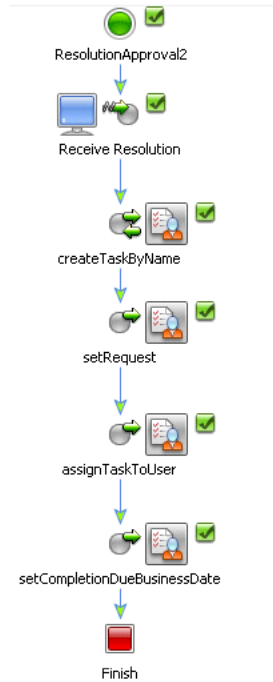 ResolutionApproval2
Receive Resolution
createTaskByName
setRequest
assignTaskToUser
setCompletionDueBusinessDate
Finish